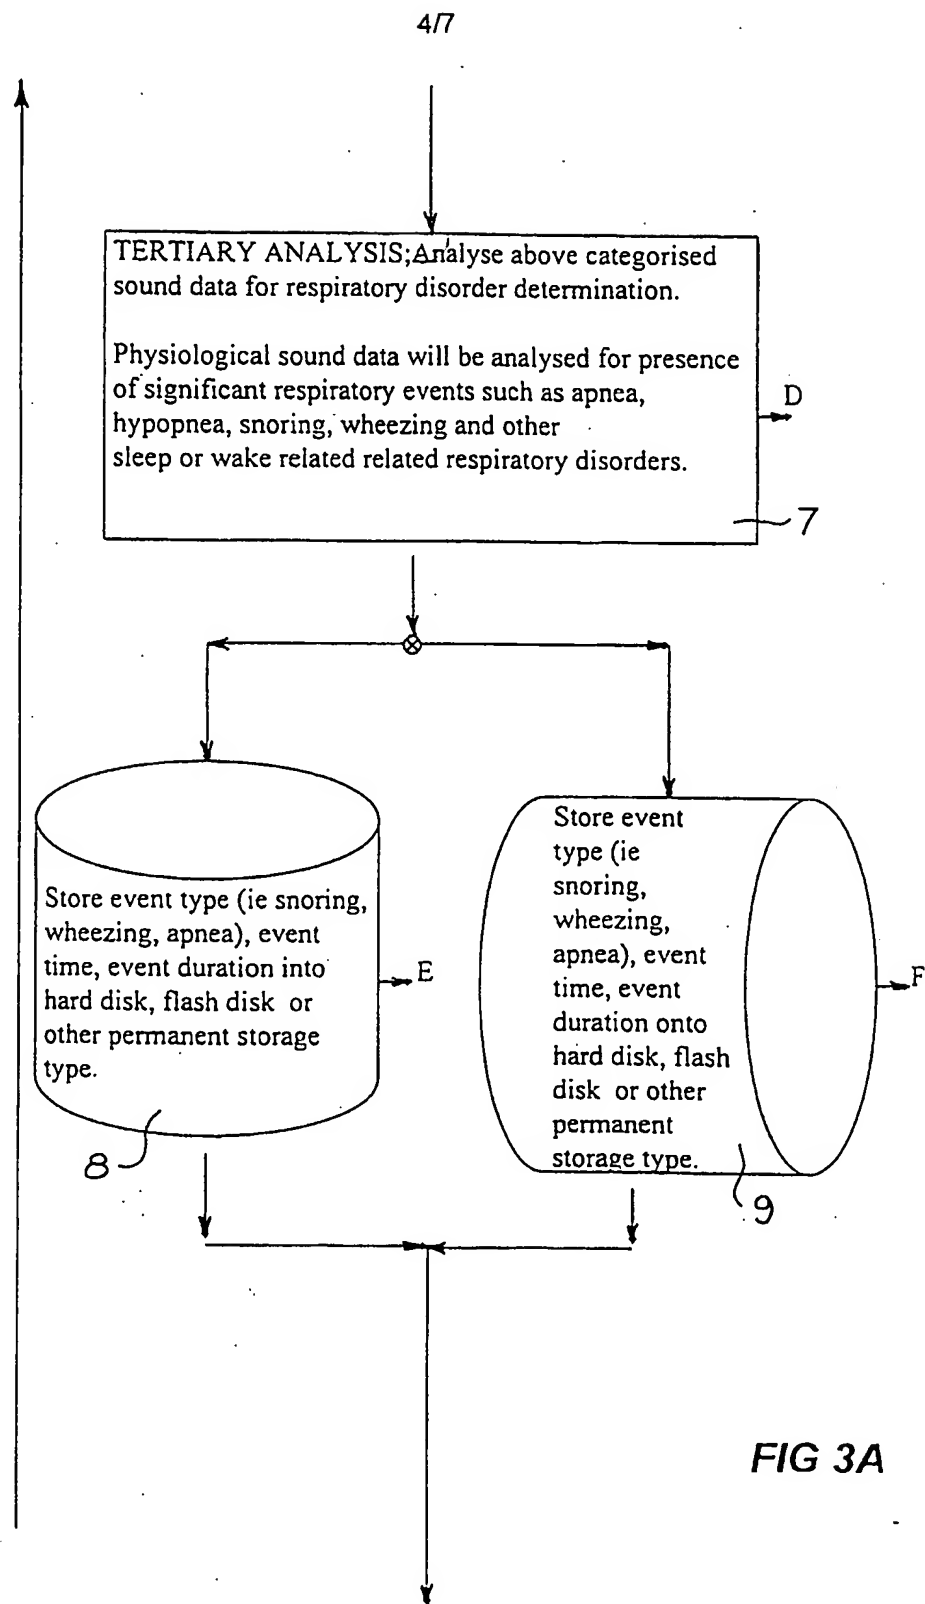 4/7
TERTIARY ANALYSIS;Analyse above categorised
sound data for respiratory disorder determination.
Physiological sound data will be analysed for presence
of significant respiratory events such as apnea,
hypopnea, snoring, wheezing and other
sleep or wake related related respiratory disorders.
D
7
Store event type (ie snoring,
wheezing, apnea), event
time, event duration into
hard disk, flash disk or
other permanent storage
type.
E
8
Store event
type (ie
snoring,
wheezing,
apnea), event
time, event
duration onto
hard disk, flash
disk or other
permanent
storage type.
F
9
FIG 3A